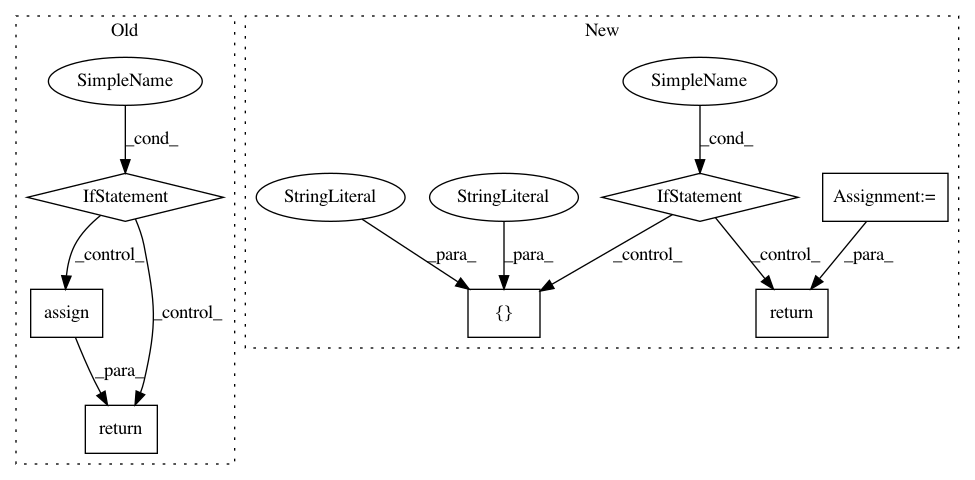 Old
New
SimpleName
SimpleName
_cond_
_cond_
IfStatement
StringLiteral
StringLiteral
IfStatement
Assignment:=
_control_
_control_
_para_
_para_
_control_
_control_
_para_
assign
{}
return
_para_
return